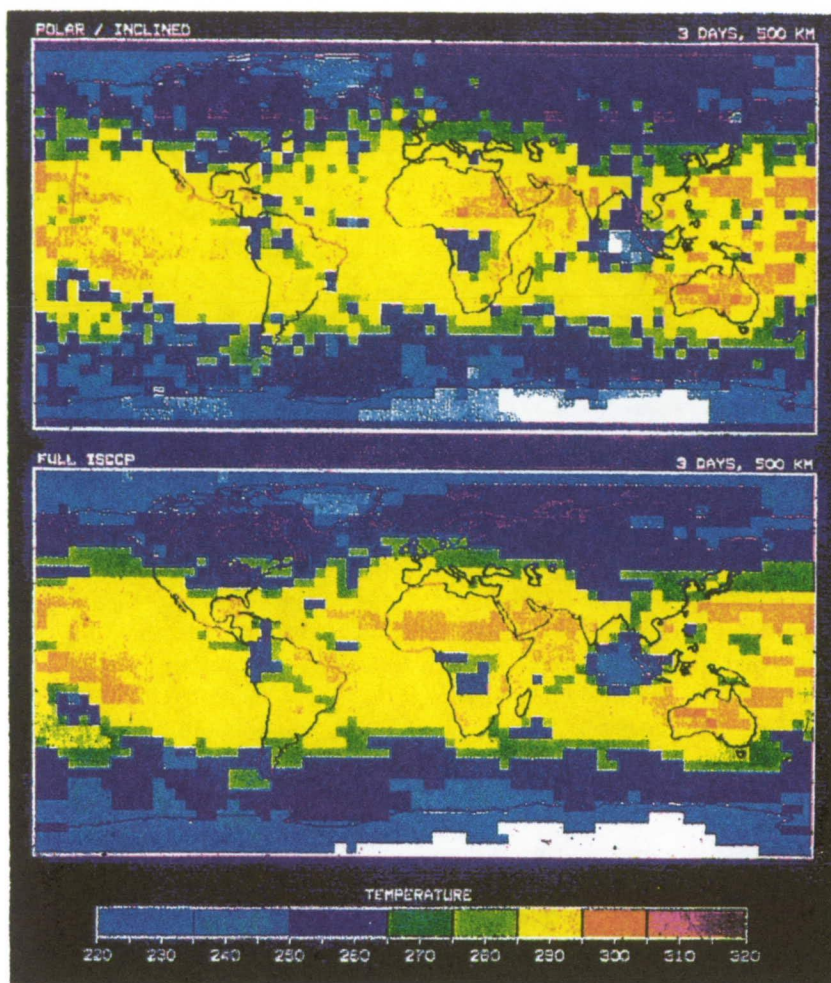 POLAR / INCLINED 3 DAYS, 500 KM
FULL ISCCP 3 DAYS, 500 KM
TEMPERATURE
220 230 240 250 260 270 280 290 300 310 320